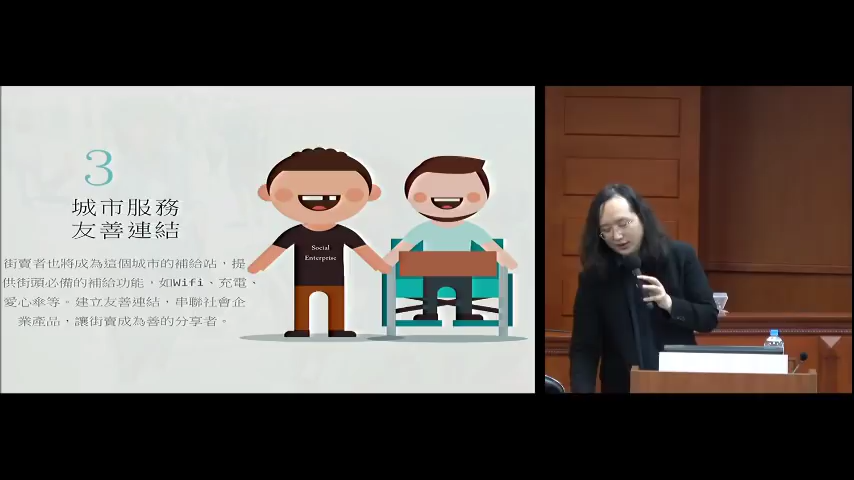 3
城市服務
友善連結
街賣者也將成為這個城市的補給站，提
供街頭必備的補給功能，如Wifi、充電、
愛心傘等。建立友善連結，串聯社會企
業產品，讓街賣成為善的分享者。
Social
Enterprise